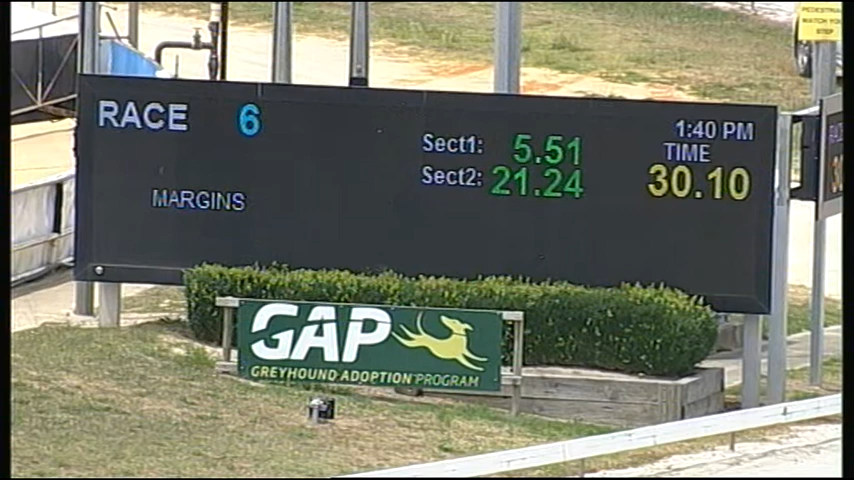 PEDESTRIAN
WATCH YOUR
STEP
RACE 6
1:40 PM
Sect1: 5.51
TIME
Sect2: 21.24
30.10
MARGINS
GAP
GREYHOUND ADOPTION PROGRAM